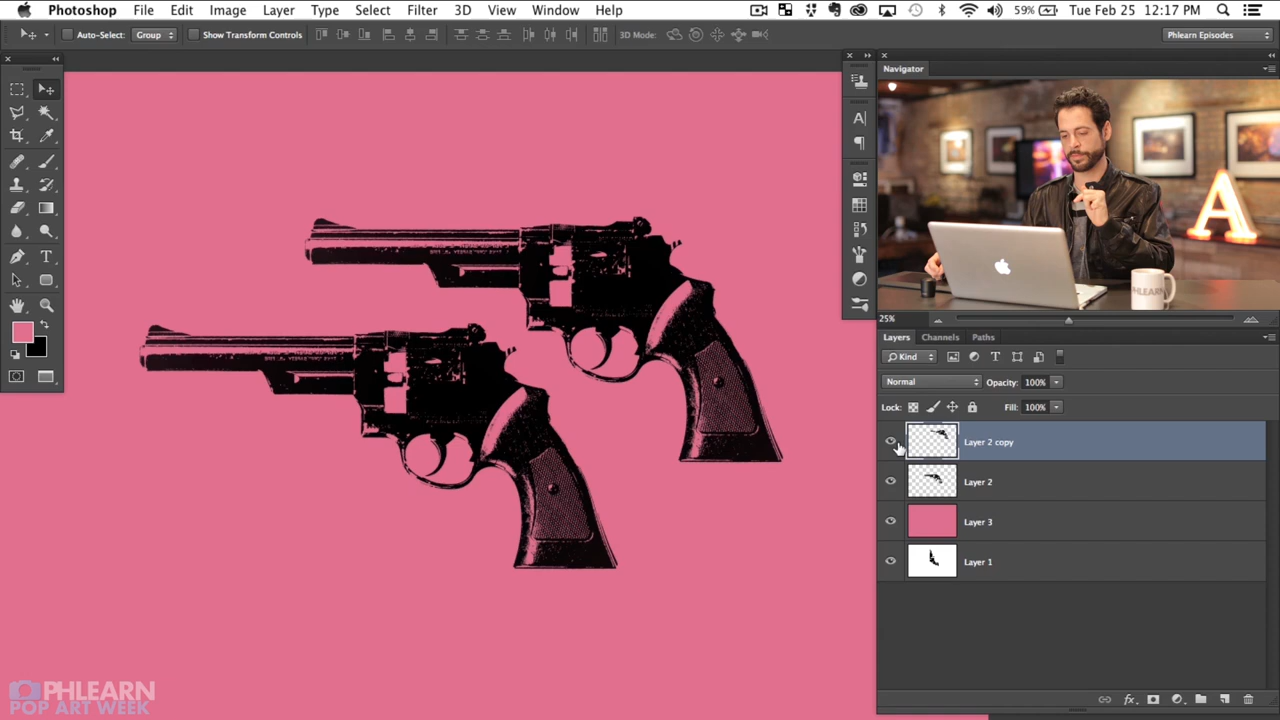 Photoshop File Edit Image Layer Type Select Filter 3D View Window Help 59% Tue Feb 25 12:17 PM
Auto-Select: Group Show Transform Controls 3D Mode: Phlearn Episodes
Navigator
A
PHLEARN
25%
Layers Channels Paths
Kind
Normal Opacity: 100%
Lock: Fill: 100%
Layer 2 copy
Layer 2
Layer 3
Layer 1
PHLEARN
POP ART WEEK